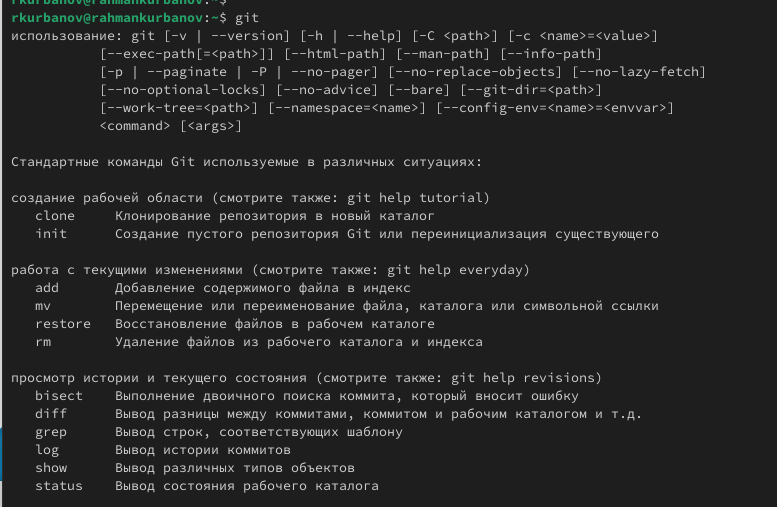 rkurbanov@rahmankurbanov:~$
rkurbanov@rahmankurbanov:~$ git
использование: git [-v | --version] [-h | --help] [-C <path>] [-c <name>=<value>]
           [--exec-path[=<path>]] [--html-path] [--man-path] [--info-path]
           [-p | --paginate | -P | --no-pager] [--no-replace-objects] [--no-lazy-fetch]
           [--no-optional-locks] [--no-advice] [--bare] [--git-dir=<path>]
           [--work-tree=<path>] [--namespace=<name>] [--config-env=<name>=<envvar>]
           <command> [<args>]
Стандартные команды Git используемые в различных ситуациях:
создание рабочей области (смотрите также: git help tutorial)
   clone     Клонирование репозитория в новый каталог
   init      Создание пустого репозитория Git или переинициализация существующего
работа с текущими изменениями (смотрите также: git help everyday)
   add       Добавление содержимого файла в индекс
   mv        Перемещение или переименование файла, каталога или символьной ссылки
   restore   Восстановление файлов в рабочем каталоге
   rm        Удаление файлов из рабочего каталога и индекса
просмотр истории и текущего состояния (смотрите также: git help revisions)
   bisect    Выполнение двоичного поиска коммита, который вносит ошибку
   diff      Вывод разницы между коммитами, коммитом и рабочим каталогом и т.д.
   grep      Вывод строк, соответствующих шаблону
   log       Вывод истории коммитов
   show      Вывод различных типов объектов
   status    Вывод состояния рабочего каталога